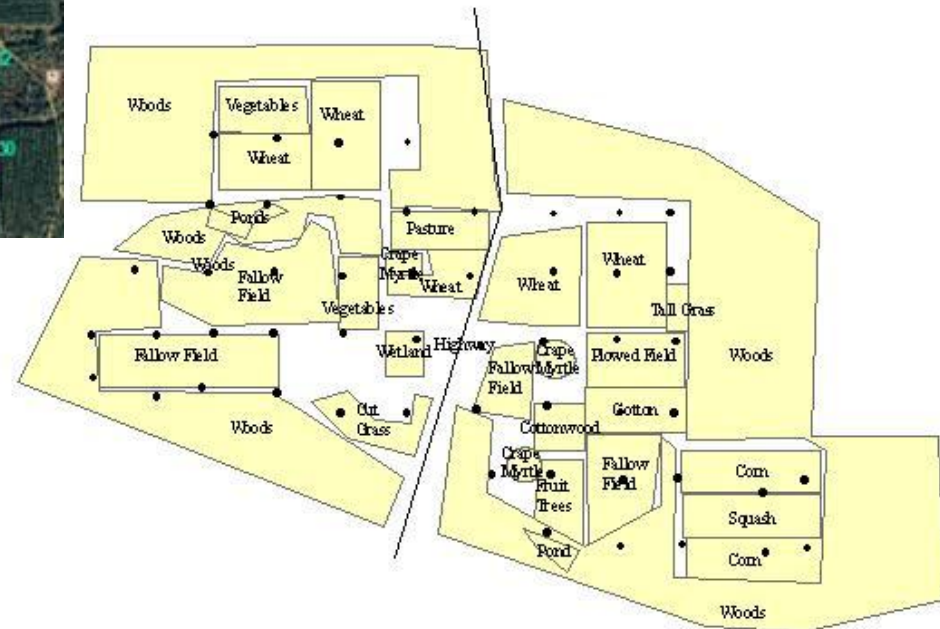 Woods
Vegetables
Wheat
Wheat
Ponds
Woods
Pasture
Woods
Crape
Myrtle
Fallow
Field
Wheat
Wheat
Wheat
Vegetables
Tall Grass
Fallow Field
Wetland
Highway
Crape
Myrtle
Plowed Field
Woods
Fallow
Field
Cut
Grass
Cotton
Woods
Cottonwood
Crape
Myrtle
Fallow
Field
Corn
Fruit
Trees
Squash
Pond
Corn
Woods